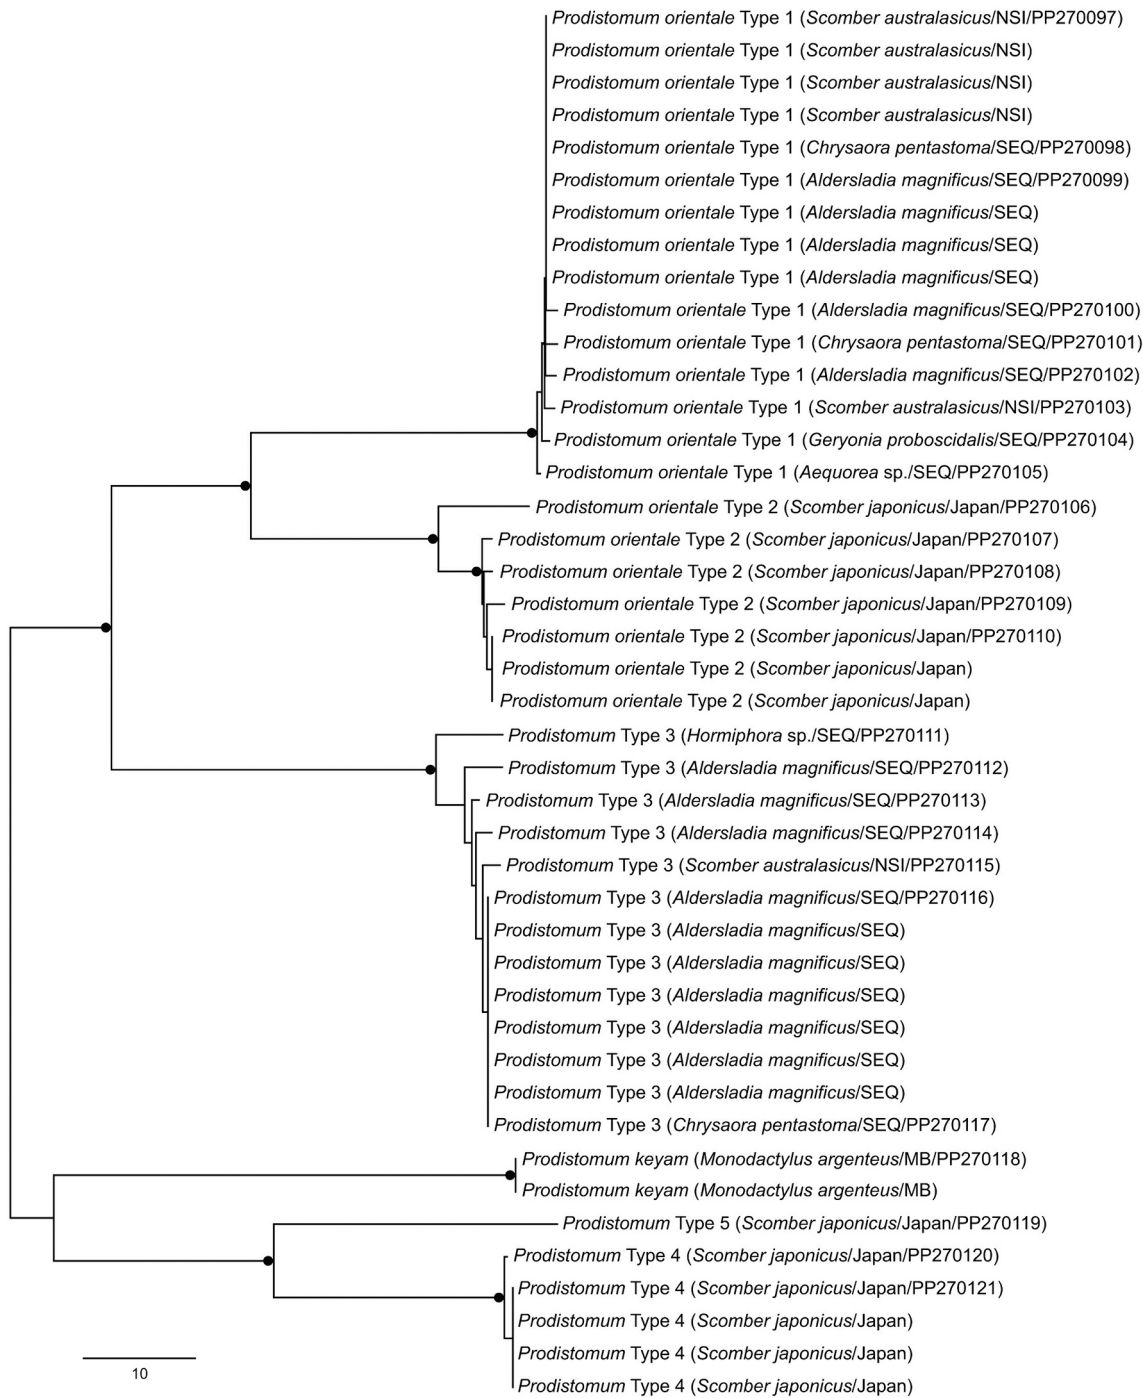 Prodistomum orientale Type 1 (Scomber australasicus/NSI/PP270097)
Prodistomum orientale Type 1 (Scomber australasicus/NSI)
Prodistomum orientale Type 1 (Scomber australasicus/NSI)
Prodistomum orientale Type 1 (Scomber australasicus/NSI)
Prodistomum orientale Type 1 (Chrysaora pentastoma/SEQ/PP270098)
Prodistomum orientale Type 1 (Aldersladia magnificus/SEQ/PP270099)
Prodistomum orientale Type 1 (Aldersladia magnificus/SEQ)
Prodistomum orientale Type 1 (Aldersladia magnificus/SEQ)
Prodistomum orientale Type 1 (Aldersladia magnificus/SEQ)
Prodistomum orientale Type 1 (Aldersladia magnificus/SEQ/PP270100)
Prodistomum orientale Type 1 (Chrysaora pentastoma/SEQ/PP270101)
Prodistomum orientale Type 1 (Aldersladia magnificus/SEQ/PP270102)
Prodistomum orientale Type 1 (Scomber australasicus/NSI/PP270103)
Prodistomum orientale Type 1 (Geryonia proboscidalis/SEQ/PP270104)
Prodistomum orientale Type 1 (Aequorea sp./SEQ/PP270105)
Prodistomum orientale Type 2 (Scomber japonicus/Japan/PP270106)
Prodistomum orientale Type 2 (Scomber japonicus/Japan/PP270107)
Prodistomum orientale Type 2 (Scomber japonicus/Japan/PP270108)
Prodistomum orientale Type 2 (Scomber japonicus/Japan/PP270109)
Prodistomum orientale Type 2 (Scomber japonicus/Japan/PP270110)
Prodistomum orientale Type 2 (Scomber japonicus/Japan)
Prodistomum orientale Type 2 (Scomber japonicus/Japan)
Prodistomum Type 3 (Hormiphora sp./SEQ/PP270111)
Prodistomum Type 3 (Aldersladia magnificus/SEQ/PP270112)
Prodistomum Type 3 (Aldersladia magnificus/SEQ/PP270113)
Prodistomum Type 3 (Aldersladia magnificus/SEQ/PP270114)
Prodistomum Type 3 (Scomber australasicus/NSI/PP270115)
Prodistomum Type 3 (Aldersladia magnificus/SEQ/PP270116)
Prodistomum Type 3 (Aldersladia magnificus/SEQ)
Prodistomum Type 3 (Aldersladia magnificus/SEQ)
Prodistomum Type 3 (Aldersladia magnificus/SEQ)
Prodistomum Type 3 (Aldersladia magnificus/SEQ)
Prodistomum Type 3 (Aldersladia magnificus/SEQ)
Prodistomum Type 3 (Aldersladia magnificus/SEQ)
Prodistomum Type 3 (Chrysaora pentastoma/SEQ/PP270117)
Prodistomum keyam (Monodactylus argenteus/MB/PP270118)
Prodistomum keyam (Monodactylus argenteus/MB)
Prodistomum Type 5 (Scomber japonicus/Japan/PP270119)
Prodistomum Type 4 (Scomber japonicus/Japan/PP270120)
Prodistomum Type 4 (Scomber japonicus/Japan/PP270121)
Prodistomum Type 4 (Scomber japonicus/Japan)
Prodistomum Type 4 (Scomber japonicus/Japan)
Prodistomum Type 4 (Scomber japonicus/Japan)
10